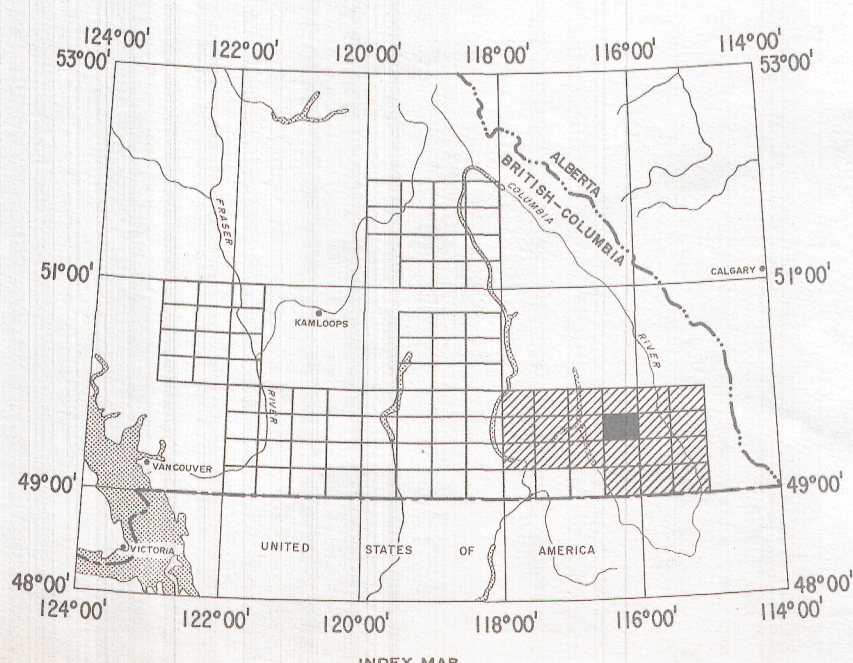 124°00'
122°00'
120°00'
118°00'
116°00'
114°00'
53°00'
53°00'
ALBERTA
BRITISH-COLUMBIA
COLUMBIA
FRASER
51°00'
CALGARY
51°00'
KAMLOOPS
RIVER
RIVER
VANCOUVER
49°00'
49°00'
VICTORIA
UNITED STATES OF AMERICA
48°00'
48°00'
124°00'
122°00'
120°00'
118°00'
116°00'
114°00'
INDEX MAP